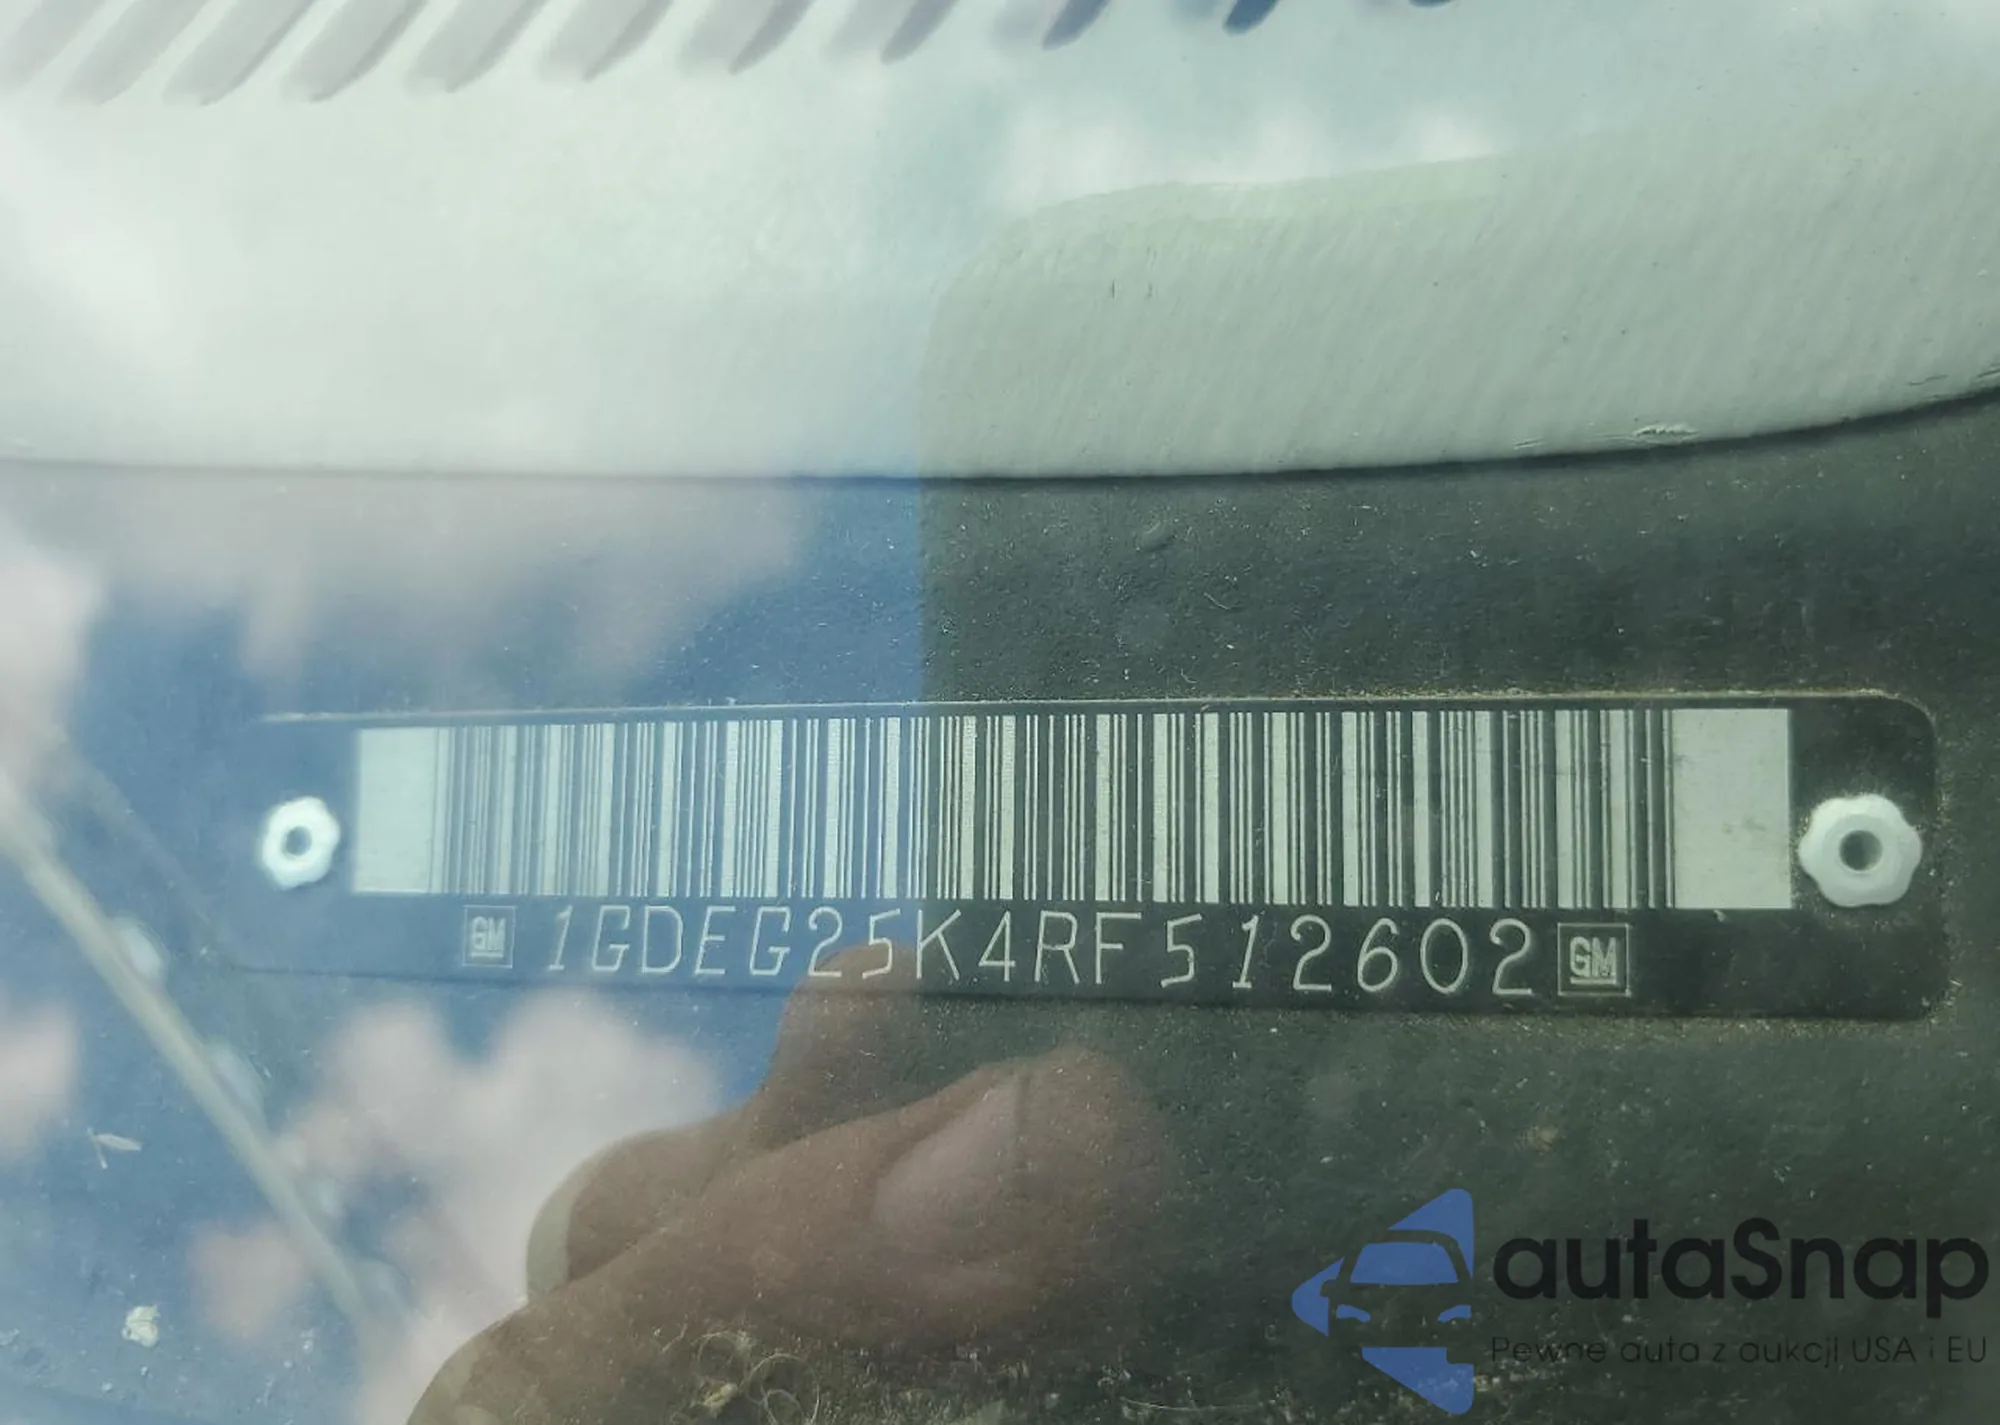 GM 1GDEG25K4RF512602 GM
autaSnap
Pewne auta z aukcji USA i EU